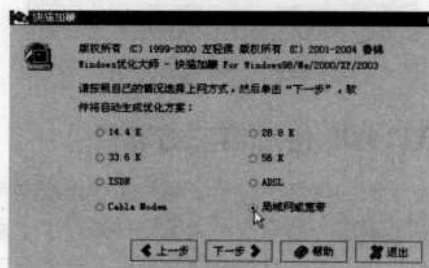 快猫加鞭
版权所有 (C) 1999-2000 左轻侯 版权所有 (C) 2001-2004 鲁锦
Windows优化大师 - 快猫加鞭 For Windows98/Me/2000/XP/2003
请按照自己的情况选择上网方式，然后单击“下一步”，软
件将自动生成优化方案：
14.4 K 28.8 K
33.6 K 56 K
ISDN ADSL
Cable Modem 局域网或宽带
上一步 下一步 帮助 退出